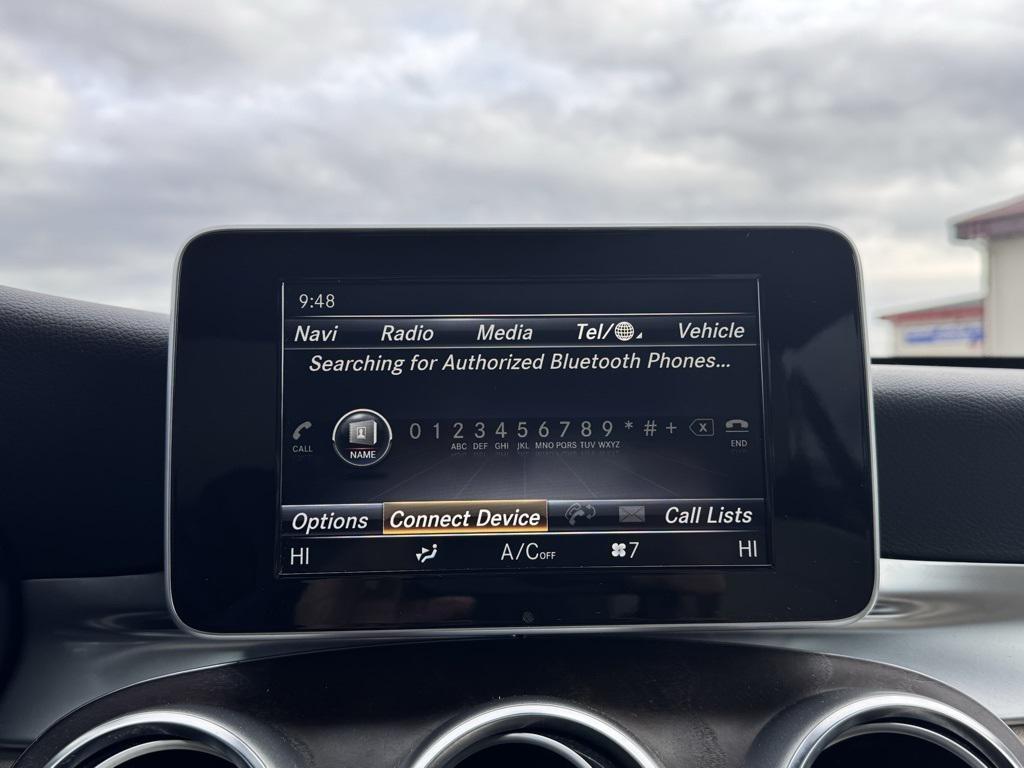 9:48
Navi Radio Media Tel/ Vehicle
Searching for Authorized Bluetooth Phones...
0 1 2 3 4 5 6 7 8 9 * # + X
CALL NAME ABC DEF GHI JKL MNO PQRS TUV WXYZ END
Options Connect Device Call Lists
HI A/C OFF 7 HI